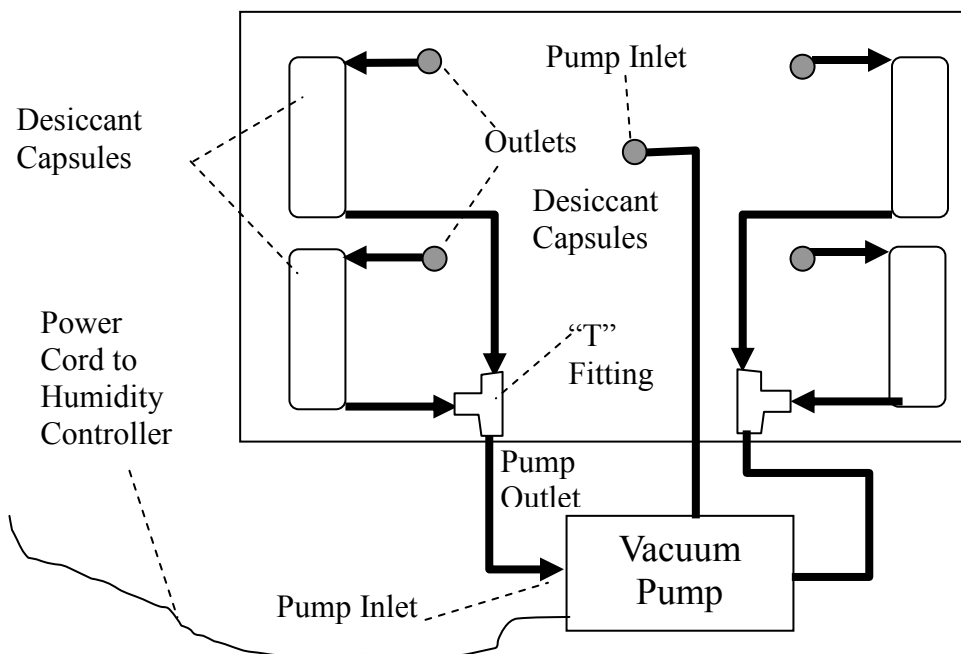 Pump Inlet
Desiccant
Capsules
Outlets
Desiccant
Capsules
Power
Cord to
Humidity
Controller
“T”
Fitting
Pump
Outlet
Vacuum
Pump
Pump Inlet